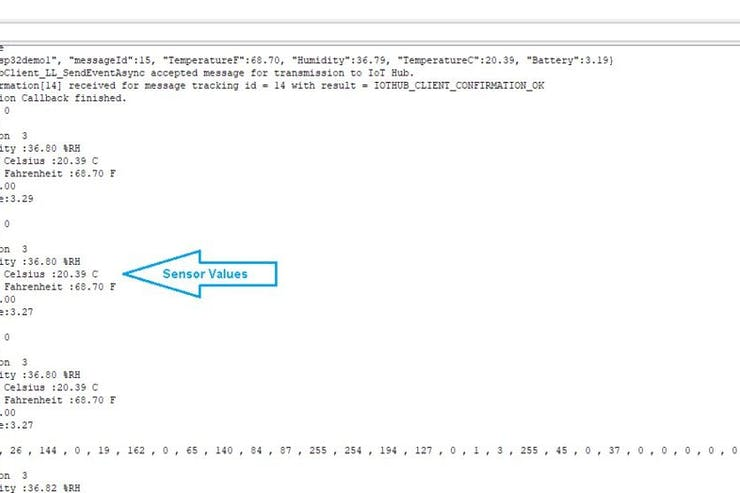 e
sp32demo1", "messageId":15, "TemperatureF":68.70, "Humidity":36.79, "TemperatureC":20.39, "Battery":3.19}
bClient_LL_SendEventAsync accepted message for transmission to IoT Hub.
rmation[14] received for message tracking id = 14 with result = IOTHUB_CLIENT_CONFIRMATION_OK
ion Callback finished.
0
on 3
ity :36.80 %RH
Celsius :20.39 C
Fahrenheit :68.70 F
.00
e:3.29
0
on 3
ity :36.80 %RH
Celsius :20.39 C
Sensor Values
Fahrenheit :68.70 F
.00
e:3.27
0
on 3
ity :36.80 %RH
Celsius :20.39 C
Fahrenheit :68.70 F
.00
e:3.27
, 26 , 144 , 0 , 19 , 162 , 0 , 65 , 140 , 84 , 87 , 255 , 254 , 194 , 127 , 0 , 1 , 3 , 255 , 45 , 0 , 37 , 0 , 0 , 0 , 0 , 0
on 3
ity :36.82 %RH